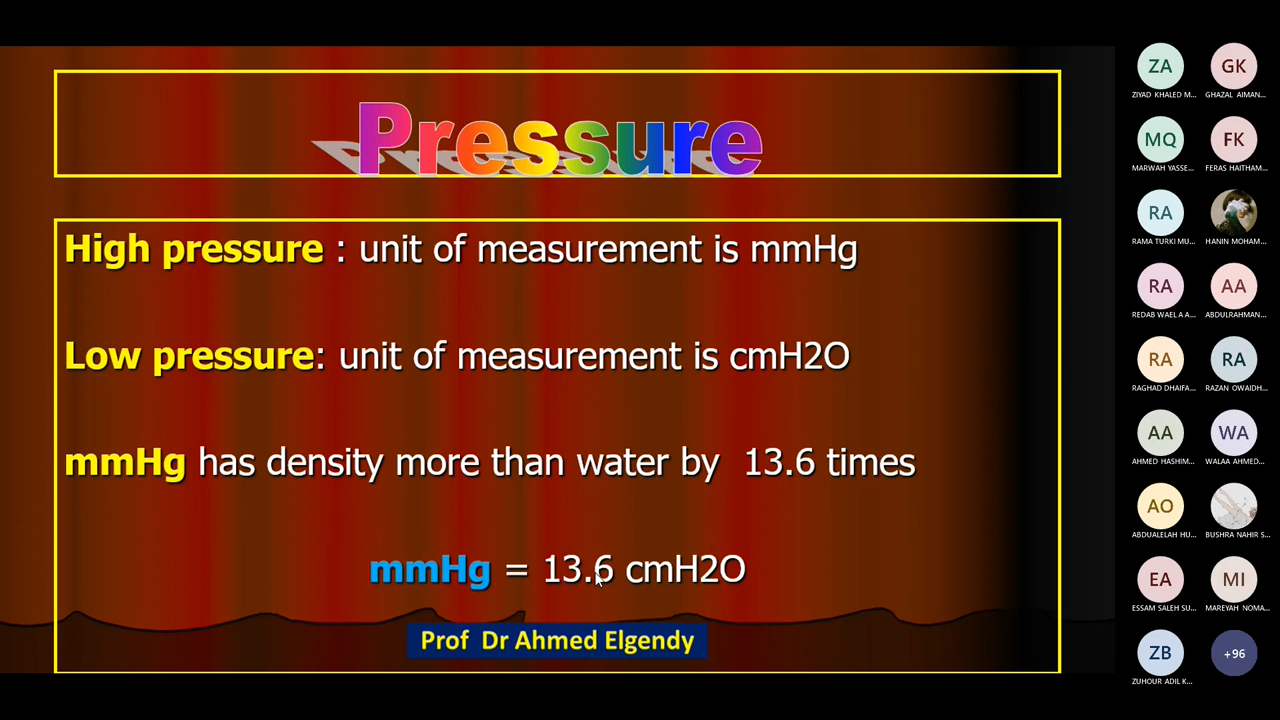 Pressure
High pressure : unit of measurement is mmHg
Low pressure: unit of measurement is cmH2O
mmHg has density more than water by 13.6 times
mmHg = 13.6 cmH2O
Prof Dr Ahmed Elgendy
ZA GK
ZIYAD KHALED M... GHAZAL AIMAN...
MQ FK
MARWAH YASSE... FERAS HAITHAM...
RA
RAMA TURKI MU... HANIN MOHAM...
RA AA
REDAB WAEL A A... ABDULRAHMAN...
RA RA
RAGHAD DHAIFA... RAZAN OWAIDH...
AA WA
AHMED HASHIM... WALAA AHMED...
AO
ABDUALELAH HU... BUSHRA NAHIR S...
EA MI
ESSAM SALEH SU... MAREYAH NOMA...
ZB +96
ZUHOUR ADIL K...